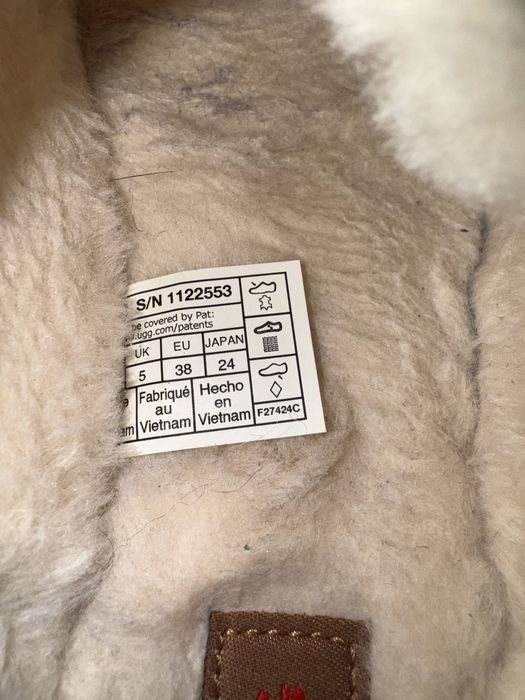 S/N 1122553
be covered by Pat:
ugg.com/patents
UK EU JAPAN
5 38 24
Fabriqué Hecho
au en
Vietnam Vietnam F27424C